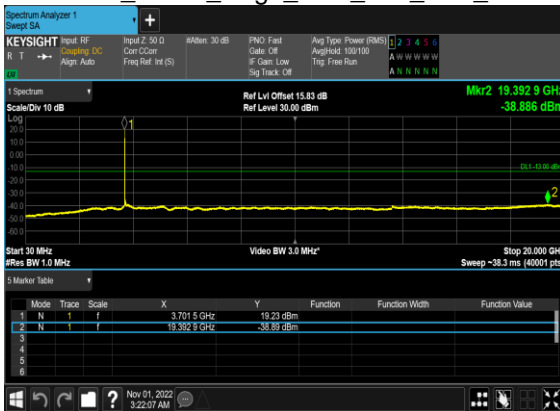 Spectrum Analyzer 1
Swept SA
+
KEYSIGHT Input: RF Input Z: 50 Ω #Atten: 30 dB PNO: Fast Avg Type: Power (RMS) 1 2 3 4 5 6
R T Coupling: DC Corr CCorr Gate: Off Avg|Hold: 100/100 A W W W W W
Align: Auto Freq Ref: Int (S) IF Gain: Low Trig: Free Run
Sig Track: Off A N N N N N
1 Spectrum Ref Lvl Offset 15.83 dB Mkr2 19.392 9 GHz
Scale/Div 10 dB Ref Level 30.00 dBm -38.886 dBm
Log
20.0
10.0
0.00
-10.0
DL1 -13.00 dBm
-20.0
-30.0
-40.0
-50.0
-60.0
1
2
Start 30 MHz Video BW 3.0 MHz* Stop 20.000 GHz
#Res BW 1.0 MHz Sweep ~38.3 ms (40001 pts)
5 Marker Table
Mode Trace Scale X Y Function Function Width Function Value
1 N 1 f 3.701 5 GHz 19.23 dBm
2 N 1 f 19.392 9 GHz -38.89 dBm
3
4
5
6
? Nov 01, 2022
3:22:07 AM